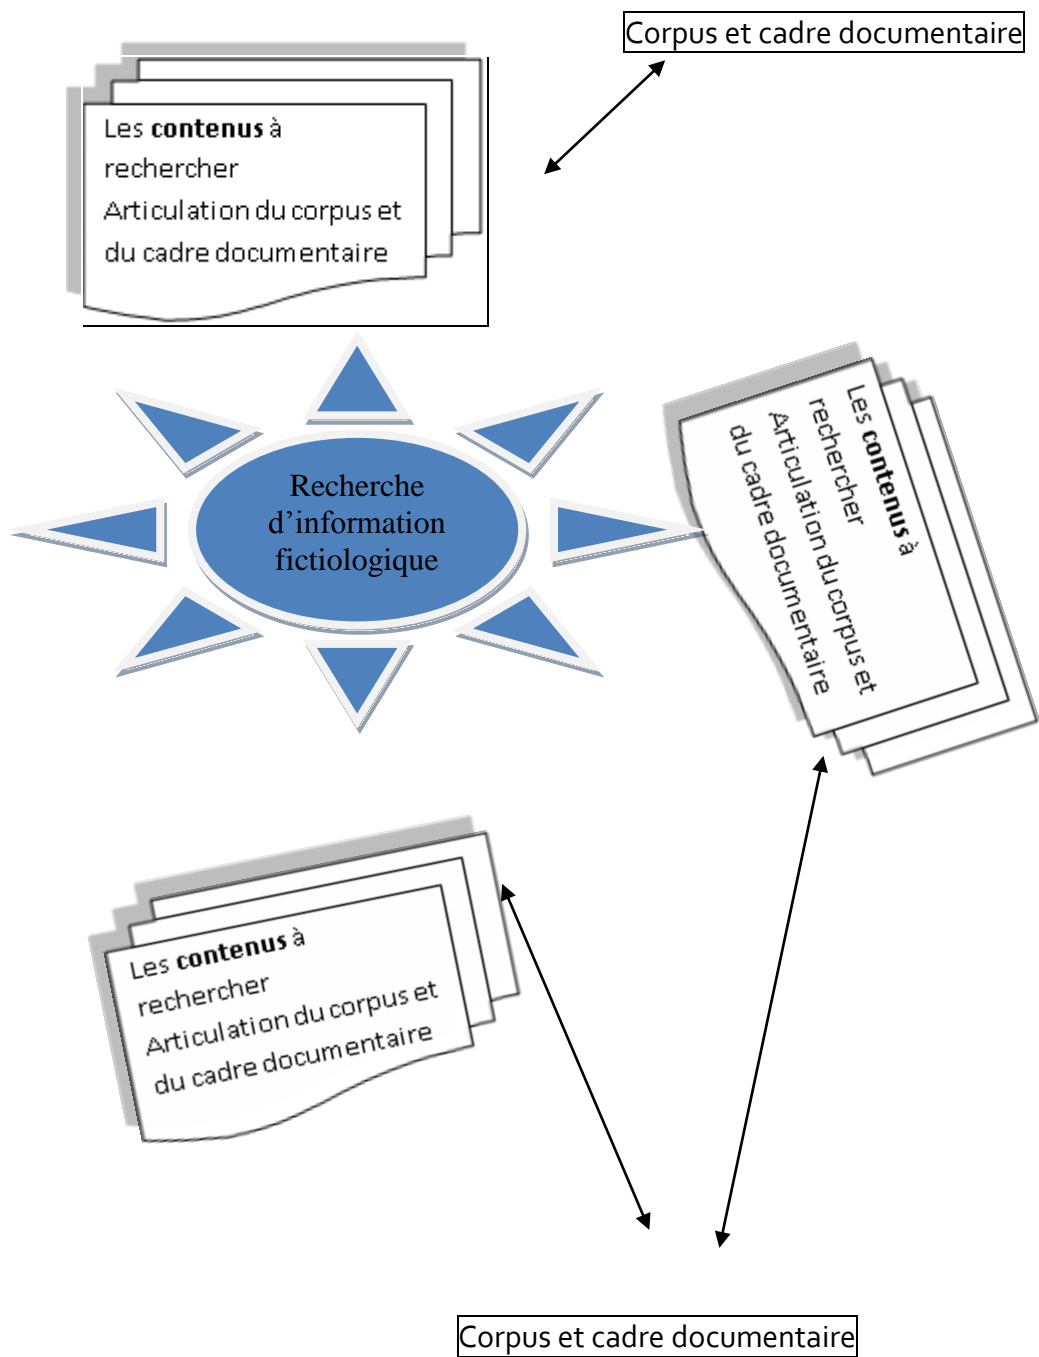 Corpus et cadre documentaire
Les contenus à
rechercher
Articulation du corpus et
du cadre documentaire
Les contenus à
rechercher
Articulation du corpus et
du cadre documentaire
Recherche
d’information
fictiologique
Les contenus à
rechercher
Articulation du corpus et
du cadre documentaire
Corpus et cadre documentaire